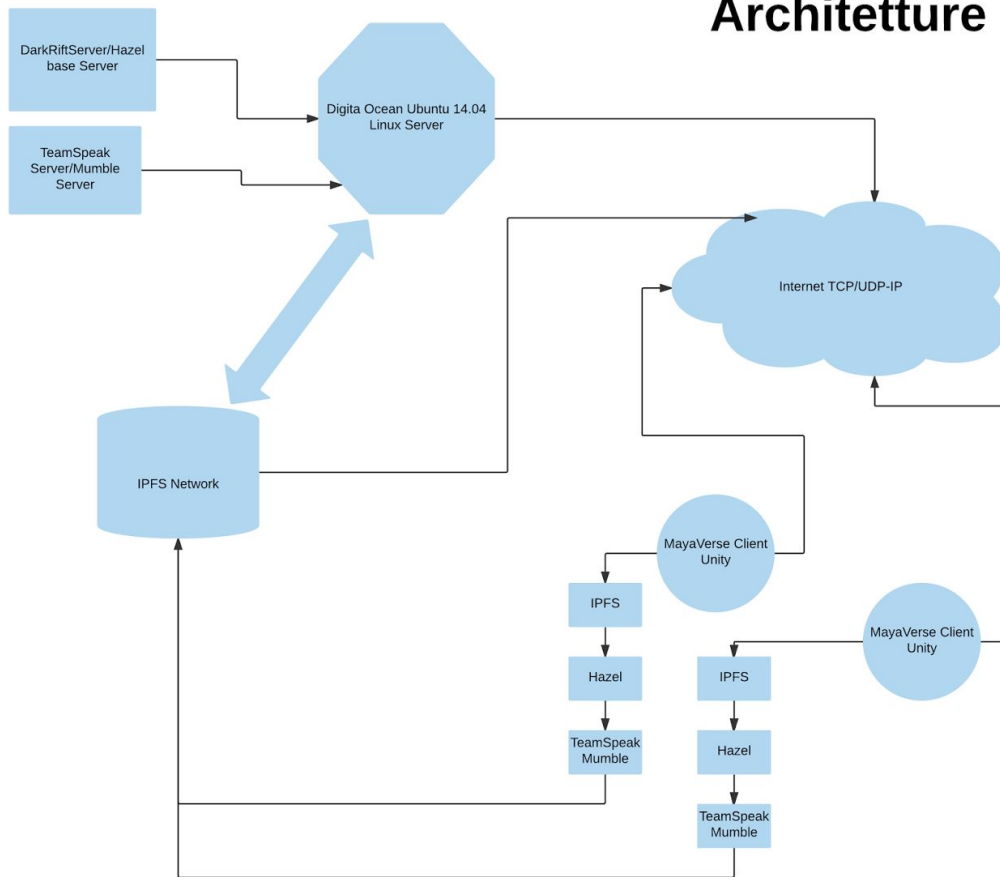 Architetture
DarkRiftServer/Hazel
base Server
Digita Ocean Ubuntu 14.04
Linux Server
TeamSpeak
Server/Mumble
Server
Internet TCP/UDP-IP
IPFS Network
MayaVerse Client
Unity
IPFS
MayaVerse Client
Unity
Hazel
IPFS
TeamSpeak
Mumble
Hazel
TeamSpeak
Mumble